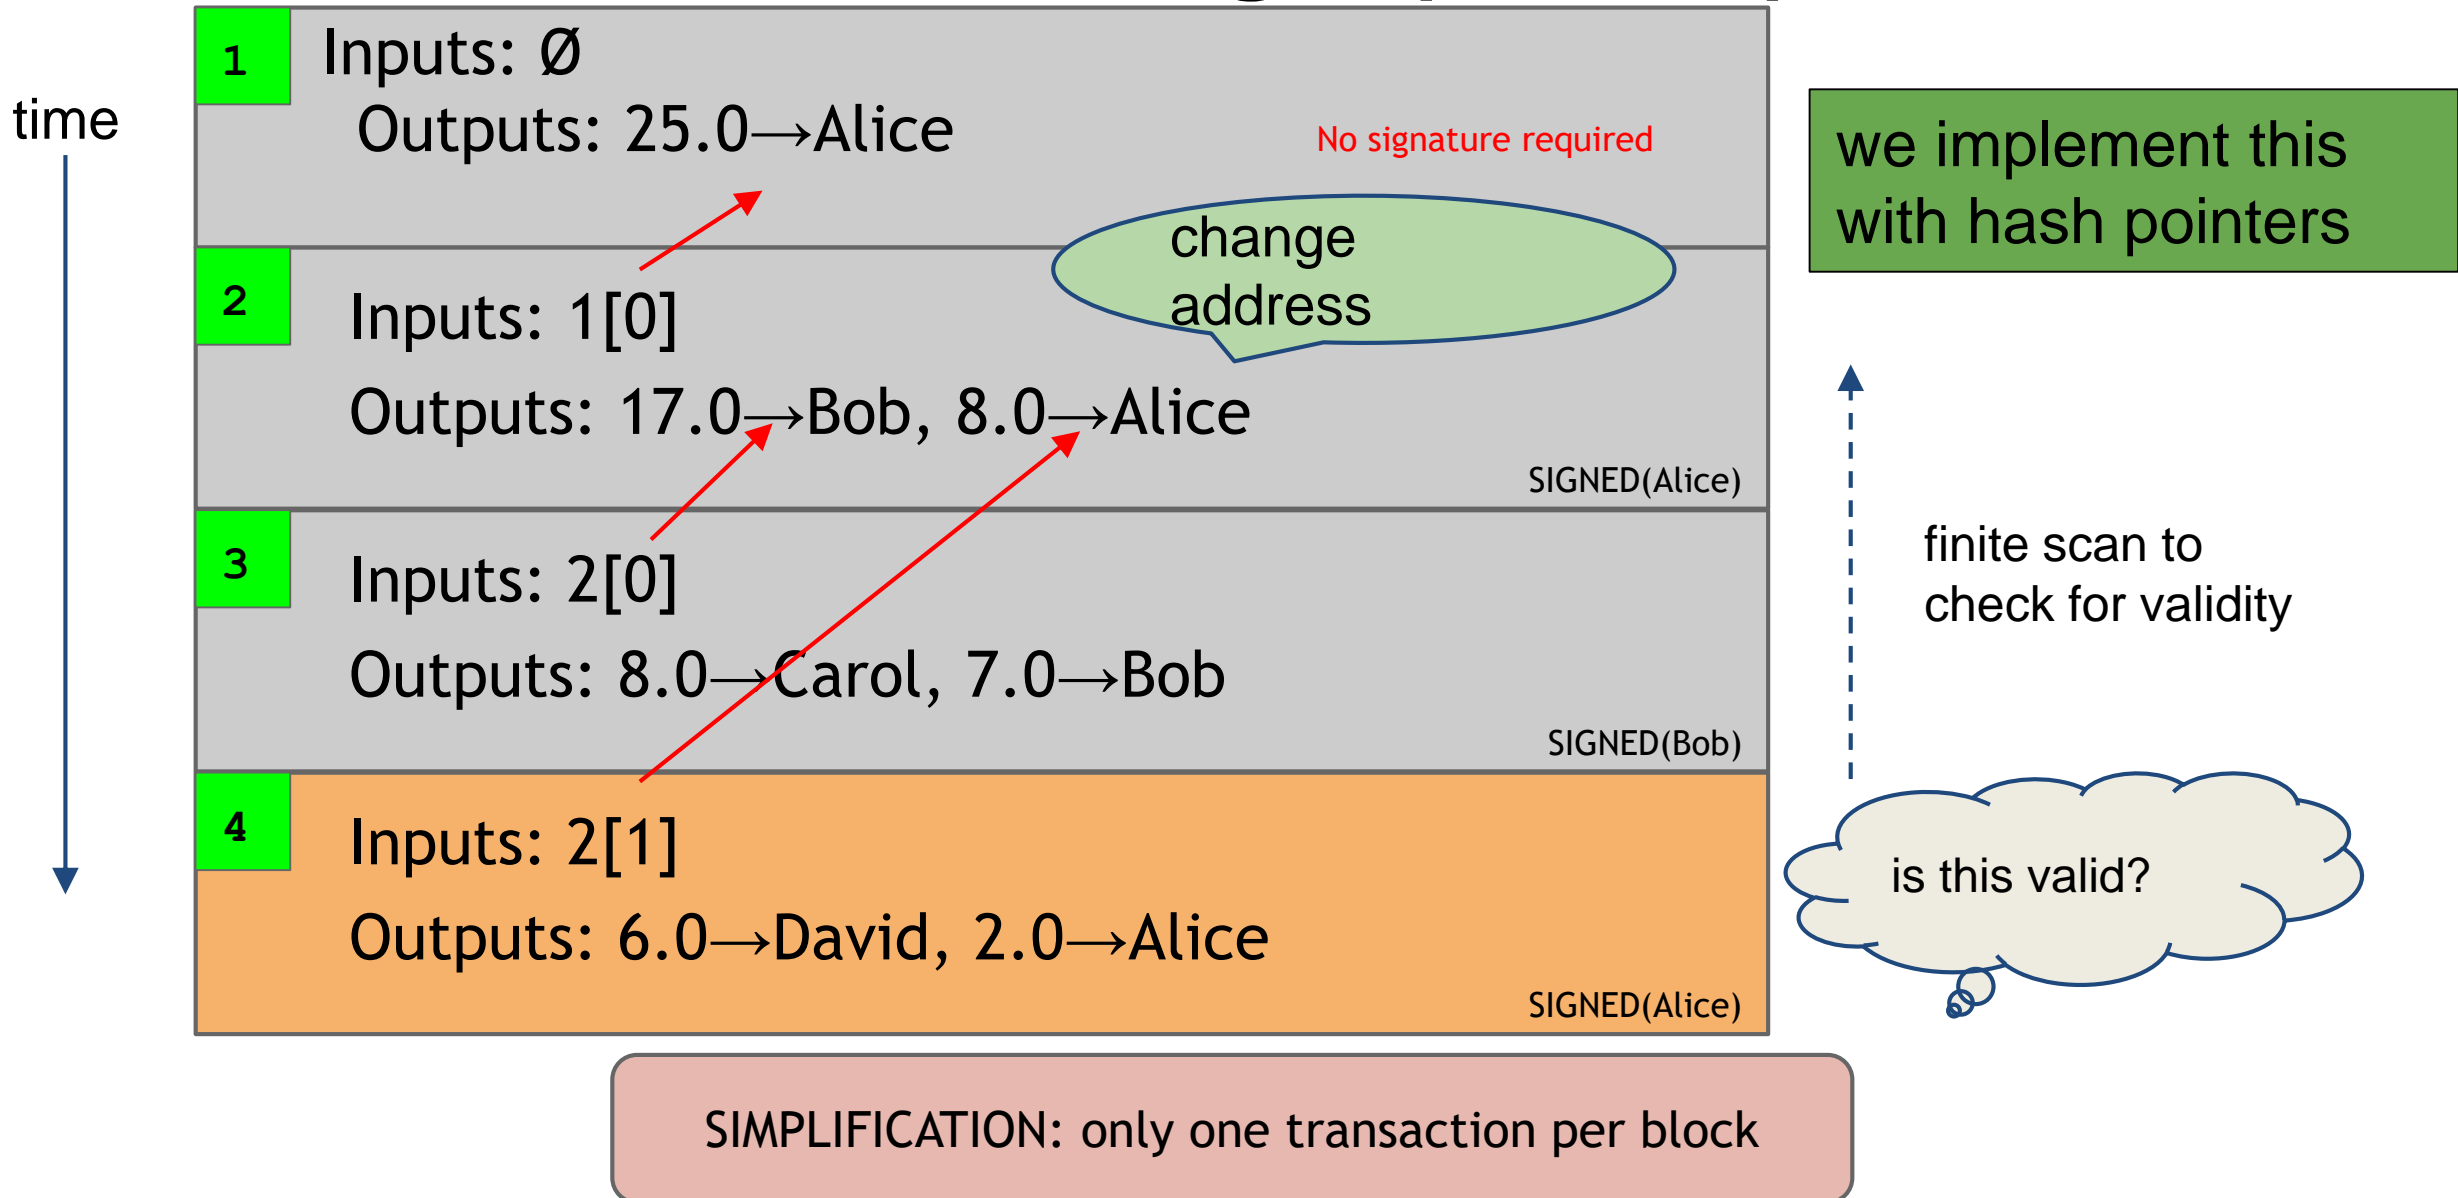 time
1
Inputs: Ø
Outputs: 25.0→Alice
No signature required
we implement this
with hash pointers
change
address
2
Inputs: 1[0]
Outputs: 17.0→Bob, 8.0→Alice
SIGNED(Alice)
3
Inputs: 2[0]
Outputs: 8.0→Carol, 7.0→Bob
SIGNED(Bob)
finite scan to
check for validity
4
Inputs: 2[1]
Outputs: 6.0→David, 2.0→Alice
SIGNED(Alice)
is this valid?
SIMPLIFICATION: only one transaction per block